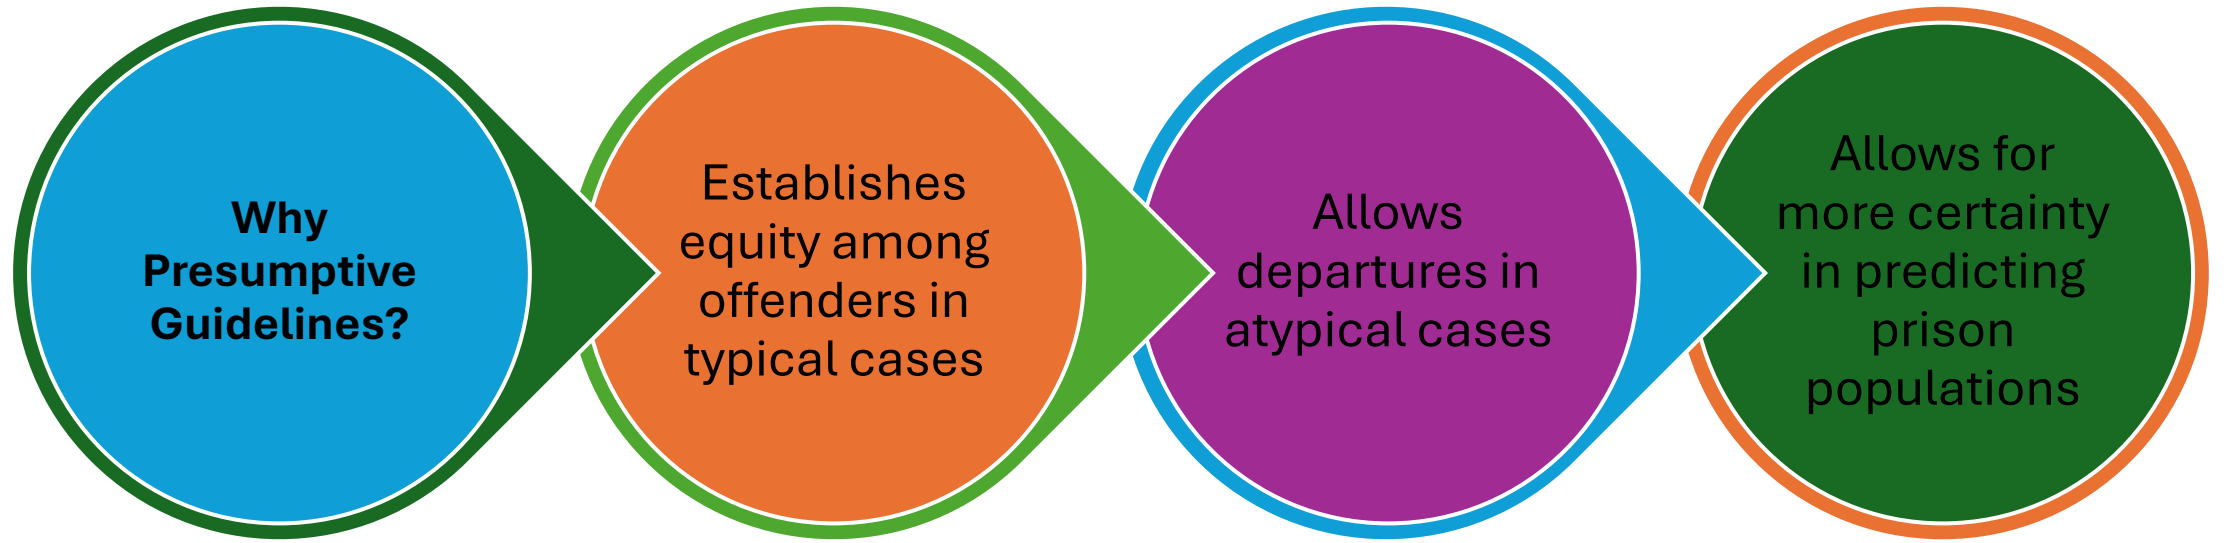 Why
Presumptive
Guidelines?
Establishes
equity among
offenders in
typical cases
Allows
departures in
atypical cases
Allows for
more certainty
in predicting
prison
populations